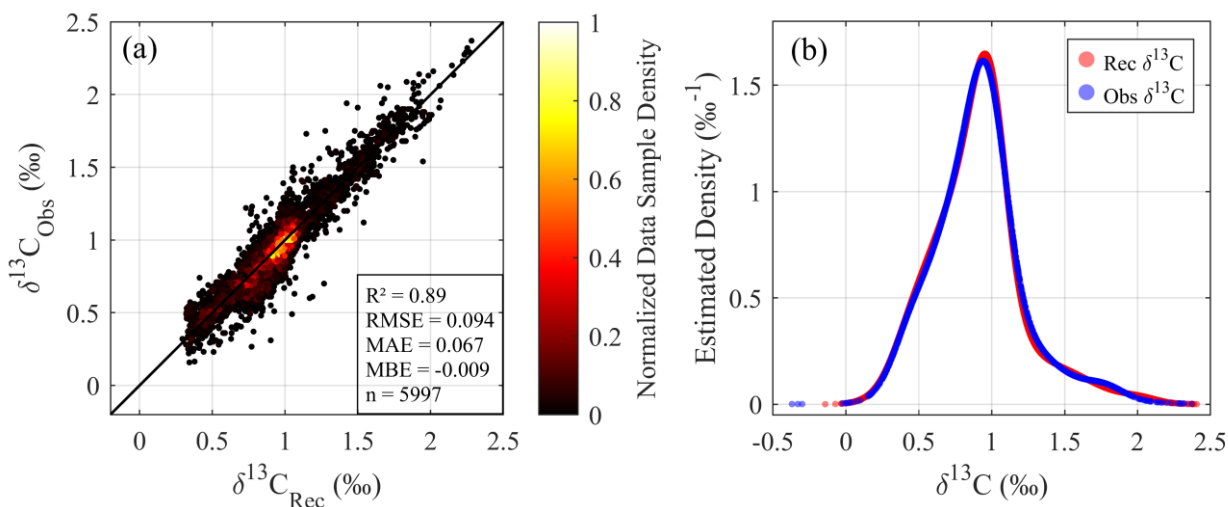 (a)
2.5
2
1.5
1
0.5
0
δ¹³C_Obs (‰)
0
0.5
1
1.5
2
2.5
δ¹³C_Rec (‰)
R² = 0.89
RMSE = 0.094
MAE = 0.067
MBE = -0.009
n = 5997
1
0.8
0.6
0.4
0.2
0
Normalized Data Sample Density
(b)
Rec δ¹³C
Obs δ¹³C
1.5
1
0.5
0
Estimated Density (‰⁻¹)
-0.5
0
0.5
1
1.5
2
2.5
δ¹³C (‰)